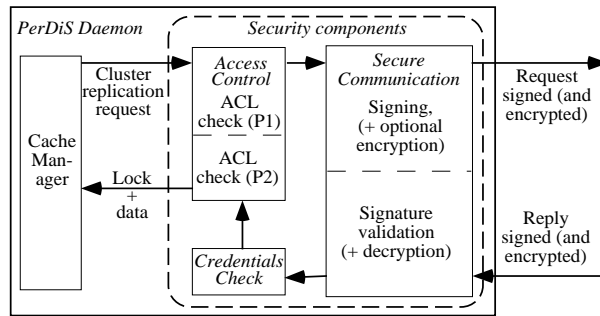 PerDiS Daemon
Security components
Cache
Man-
ager
Cluster
replication
request
Lock
+
data
Access
Control
ACL
check (P1)
ACL
check (P2)
Credentials
Check
Secure
Communication
Signing,
(+ optional
encryption)
Signature
validation
(+ decryption)
Request
signed (and
encrypted)
Reply
signed (and
encrypted)